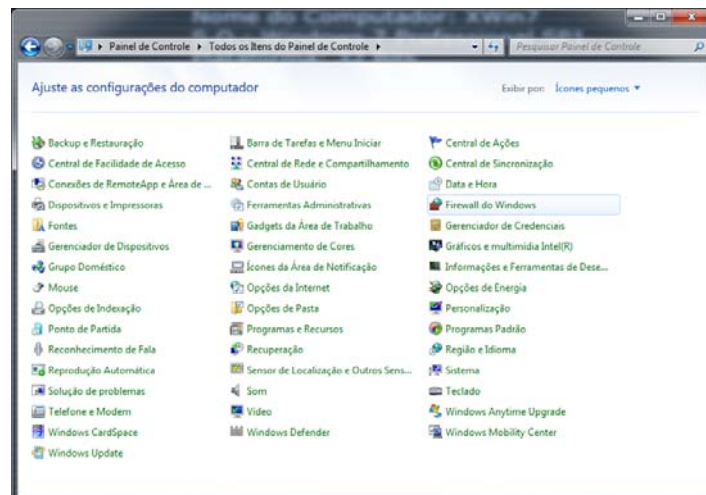 Nome do Computador: XWin7
Painel de Controle ▸ Todos os Itens do Painel de Controle ▸
Pesquisar Painel de Controle
Ajuste as configurações do computador
Exibir por: Ícones pequenos ▾
Backup e Restauração
Barra de Tarefas e Menu Iniciar
Central de Ações
Central de Facilidade de Acesso
Central de Rede e Compartilhamento
Central de Sincronização
Conexões de RemoteApp e Área de ...
Contas de Usuário
Data e Hora
Dispositivos e Impressoras
Ferramentas Administrativas
Firewall do Windows
Fontes
Gadgets da Área de Trabalho
Gerenciador de Credenciais
Gerenciador de Dispositivos
Gerenciamento de Cores
Gráficos e multimídia Intel(R)
Grupo Doméstico
Ícones da Área de Notificação
Informações e Ferramentas de Dese...
Mouse
Opções da Internet
Opções de Energia
Opções de Indexação
Opções de Pasta
Personalização
Ponto de Partida
Programas e Recursos
Programas Padrão
Reconhecimento de Fala
Recuperação
Região e Idioma
Reprodução Automática
Sensor de Localização e Outros Sens...
Sistema
Solução de problemas
Som
Teclado
Telefone e Modem
Vídeo
Windows Anytime Upgrade
Windows CardSpace
Windows Defender
Windows Mobility Center
Windows Update